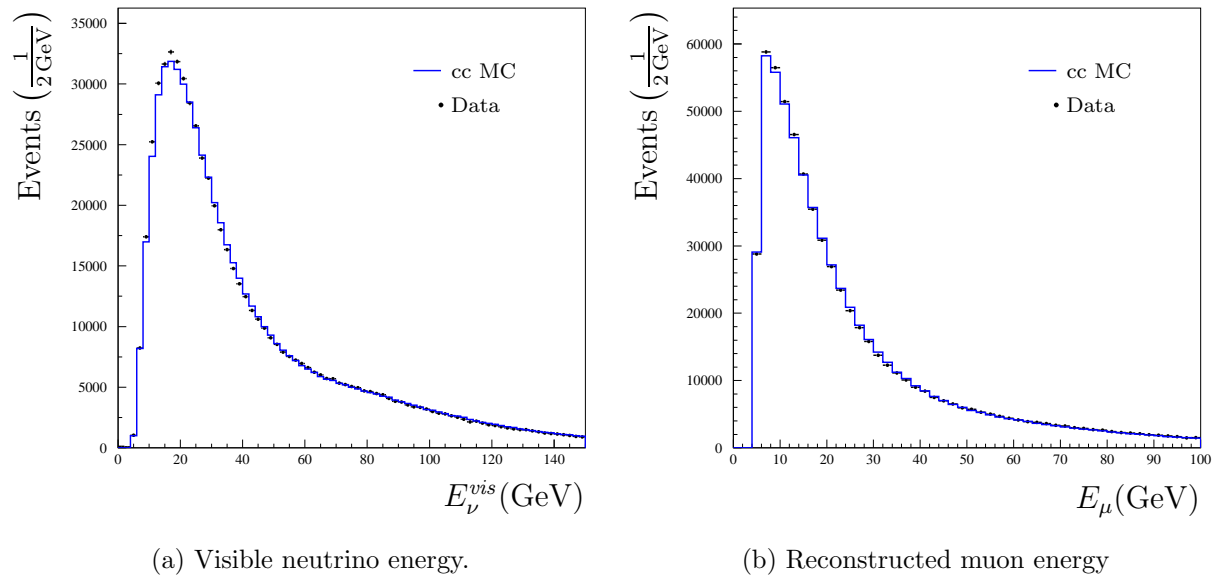 Events (1/2 GeV)
35000
30000
25000
20000
15000
10000
5000
0
cc MC
Data
0 20 40 60 80 100 120 140
E_ν^{vis}(GeV)
(a) Visible neutrino energy.
Events (1/2 GeV)
60000
50000
40000
30000
20000
10000
0
cc MC
Data
0 10 20 30 40 50 60 70 80 90 100
E_μ(GeV)
(b) Reconstructed muon energy